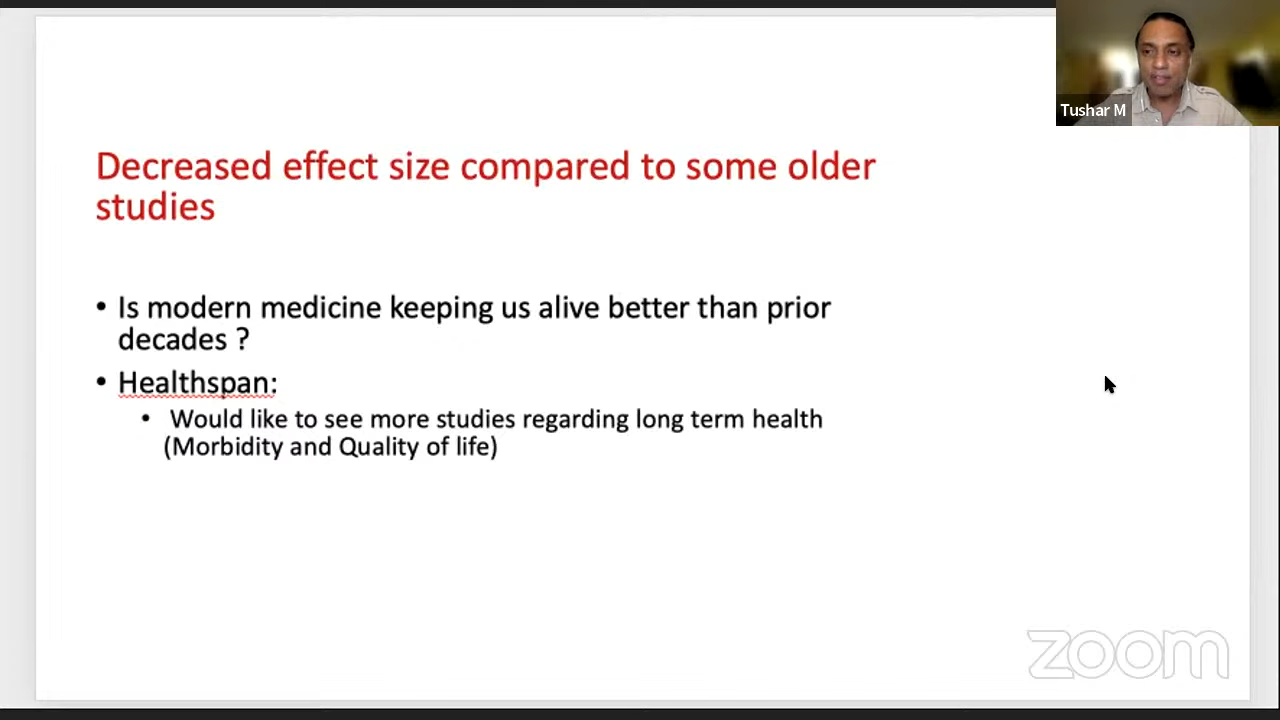 Tushar M
Decreased effect size compared to some older
studies
• Is modern medicine keeping us alive better than prior
decades ?
• Healthspan:
• Would like to see more studies regarding long term health
(Morbidity and Quality of life)
zoom